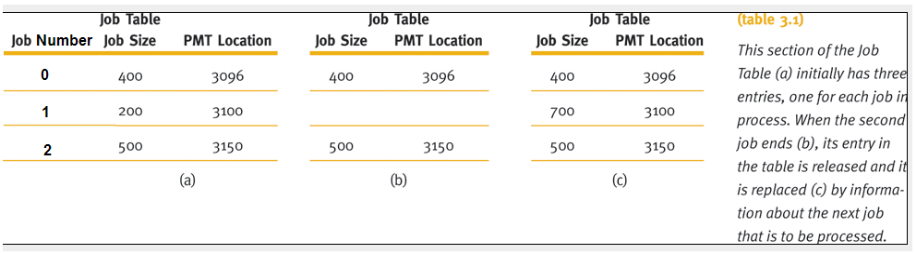 Job Table
Job Number Job Size PMT Location
0 400 3096
1 200 3100
2 500 3150
(a)
Job Table
Job Size PMT Location
400 3096
500 3150
(b)
Job Table
Job Size PMT Location
400 3096
700 3100
500 3150
(c)
(table 3.1)
This section of the Job
Table (a) initially has three
entries, one for each job in
process. When the second
job ends (b), its entry in
the table is released and it
is replaced (c) by informa-
tion about the next job
that is to be processed.